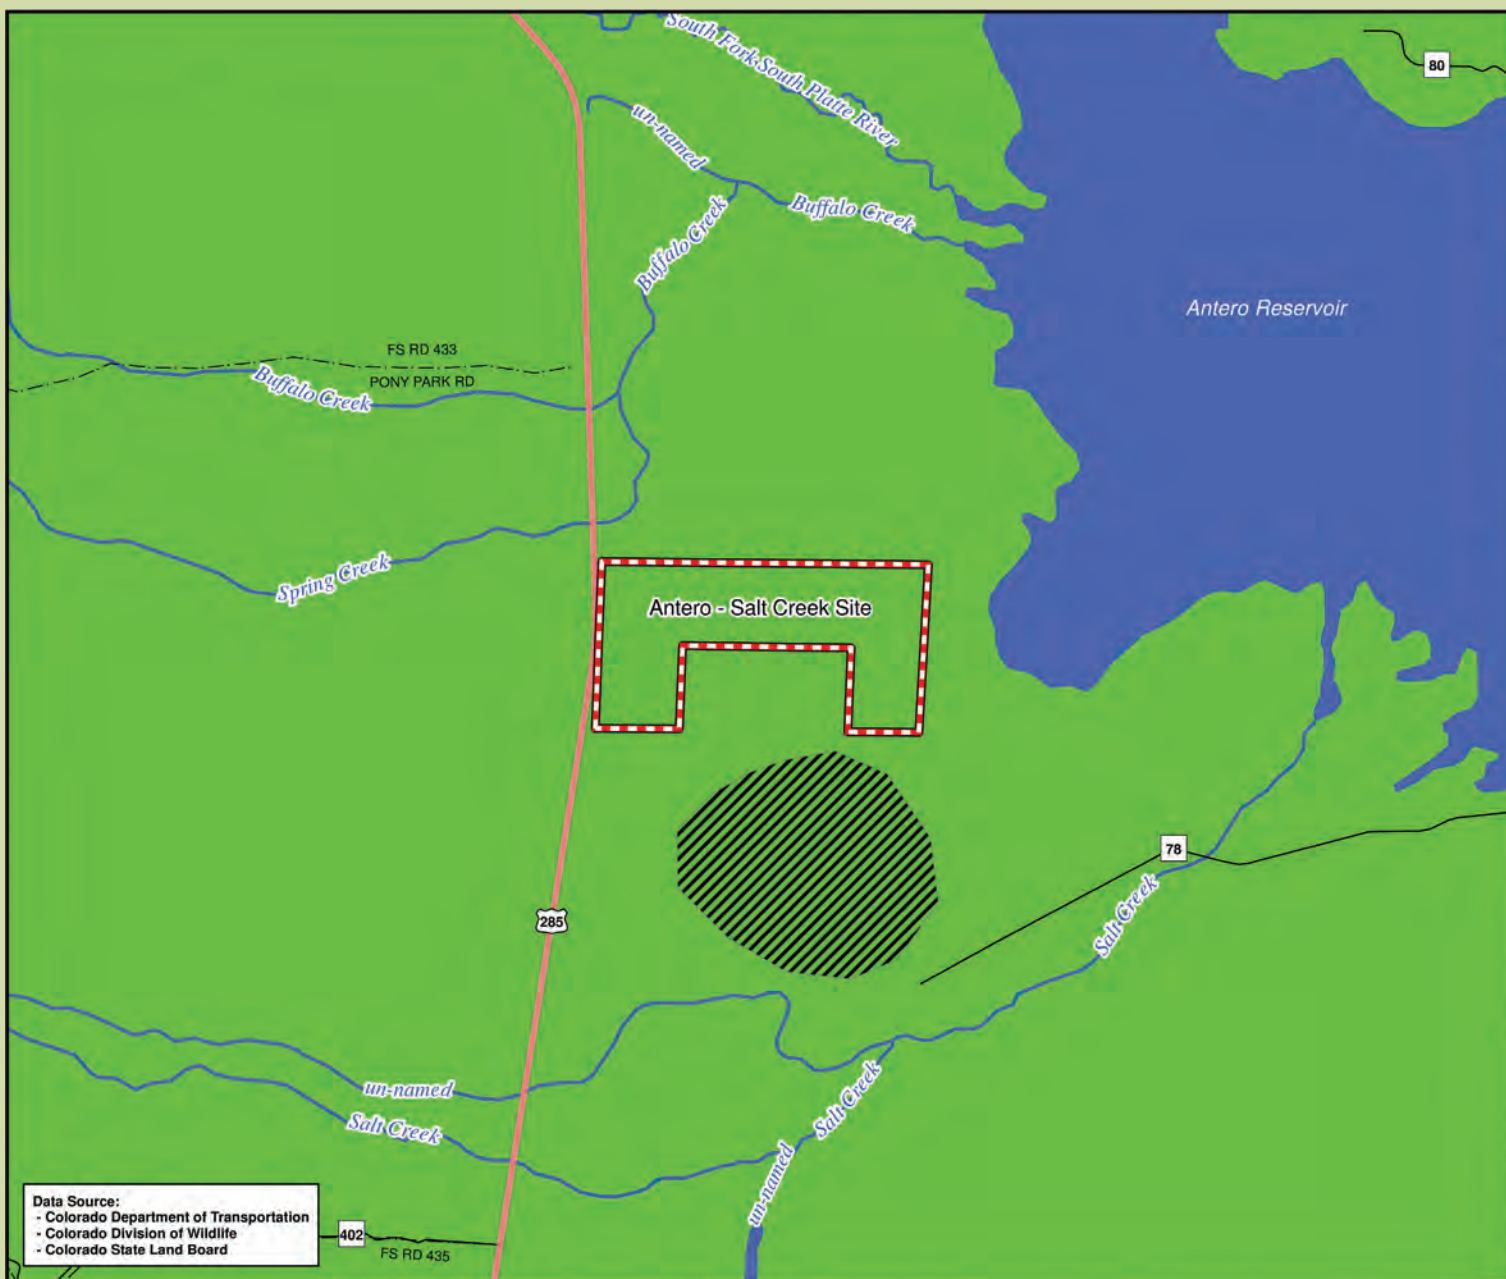 South Fork South Platte River
80
un-named
Buffalo Creek
Buffalo Creek
Antero Reservoir
FS RD 433
PONY PARK RD
Buffalo Creek
Spring Creek
Antero - Salt Creek Site
78
Salt Creek
285
un-named
Salt Creek
Salt Creek
un-named
Data Source:
- Colorado Department of Transportation
- Colorado Division of Wildlife
- Colorado State Land Board
402
FS RD 435